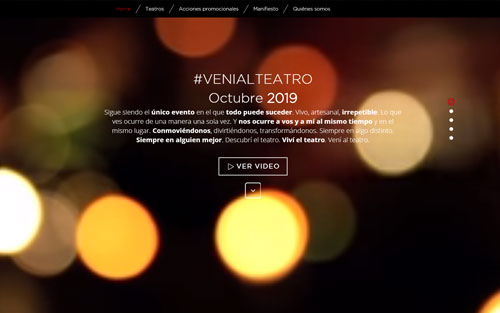 Home / Teatros / Acciones promocionales / Manifiesto / Quiénes somos
#VENIALTEATRO
Octubre 2019
Sigue siendo el único evento en el que todo puede suceder. Vivo, artesanal, irrepetible. Lo que
ves ocurre de una manera una sola vez. Y nos ocurre a vos y a mí al mismo tiempo y en el
mismo lugar. Conmoviéndonos, divirtiéndonos, transformándonos. Siempre en algo distinto.
Siempre en alguien mejor. Descubrí el teatro. Viví el teatro. Vení al teatro.
VER VIDEO